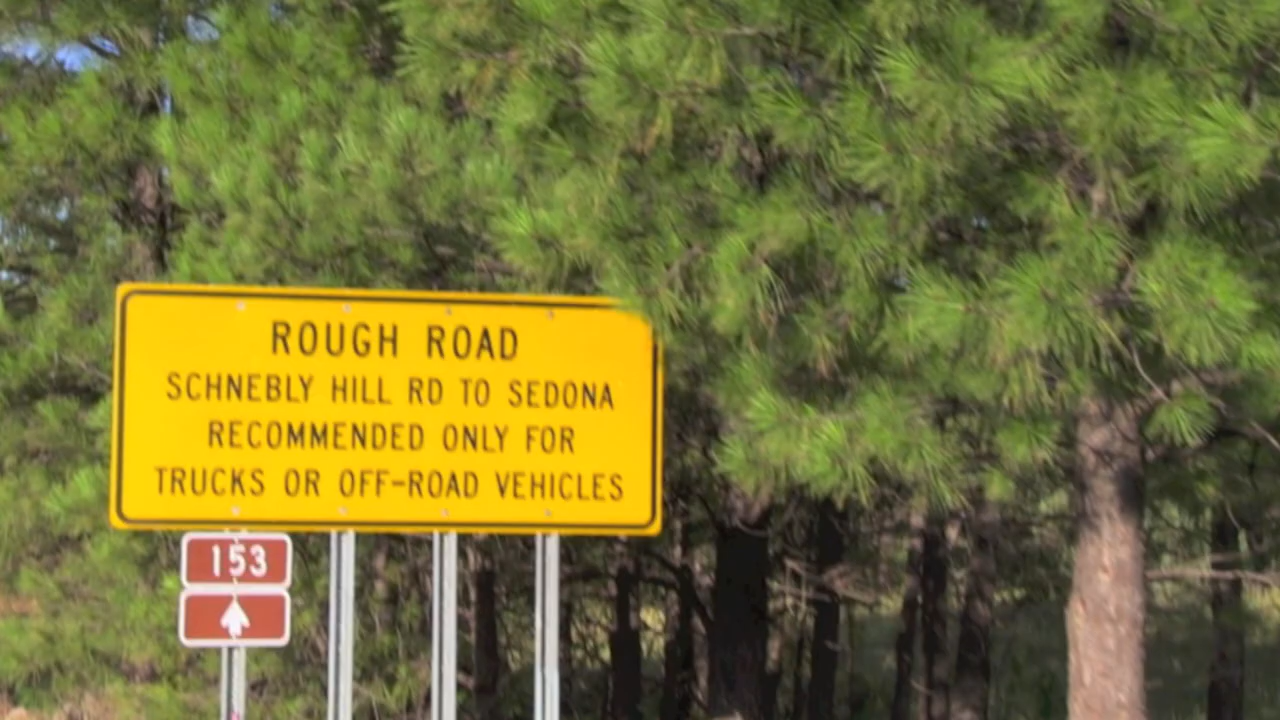 ROUGH ROAD
SCHNEBLY HILL RD TO SEDONA
RECOMMENDED ONLY FOR
TRUCKS OR OFF-ROAD VEHICLES
153